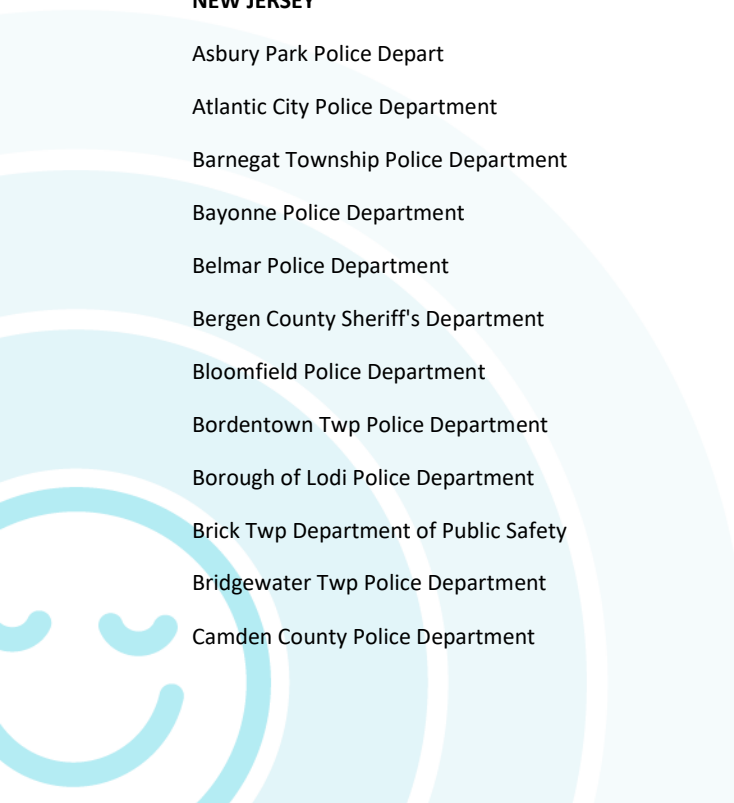 NEW JERSEY
Asbury Park Police Depart
Atlantic City Police Department
Barnegat Township Police Department
Bayonne Police Department
Belmar Police Department
Bergen County Sheriff's Department
Bloomfield Police Department
Bordentown Twp Police Department
Borough of Lodi Police Department
Brick Twp Department of Public Safety
Bridgewater Twp Police Department
Camden County Police Department